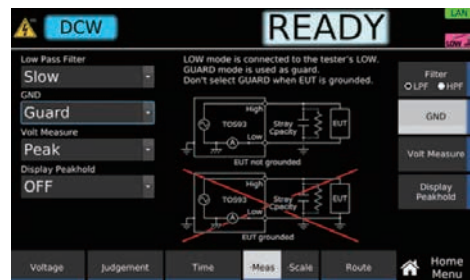 DCW
READY
LAN
LOW
Low Pass Filter
Slow
GND
Guard
Volt Measure
Peak
Display Peakhold
OFF
LOW mode is connected to the tester's LOW.
GUARD mode is used as guard.
Don't select GUARD when EUT is grounded.
High
TOS93
Stray
Cpacity
EUT
Low
A
EUT not grounded
High
TOS93
Stray
Cpacity
EUT
Low
A
EUT grounded
Filter
LPF HPF
GND
Volt Measure
Display
Peakhold
Voltage
Judgement
Time
Meas
Scale
Route
Home
Menu